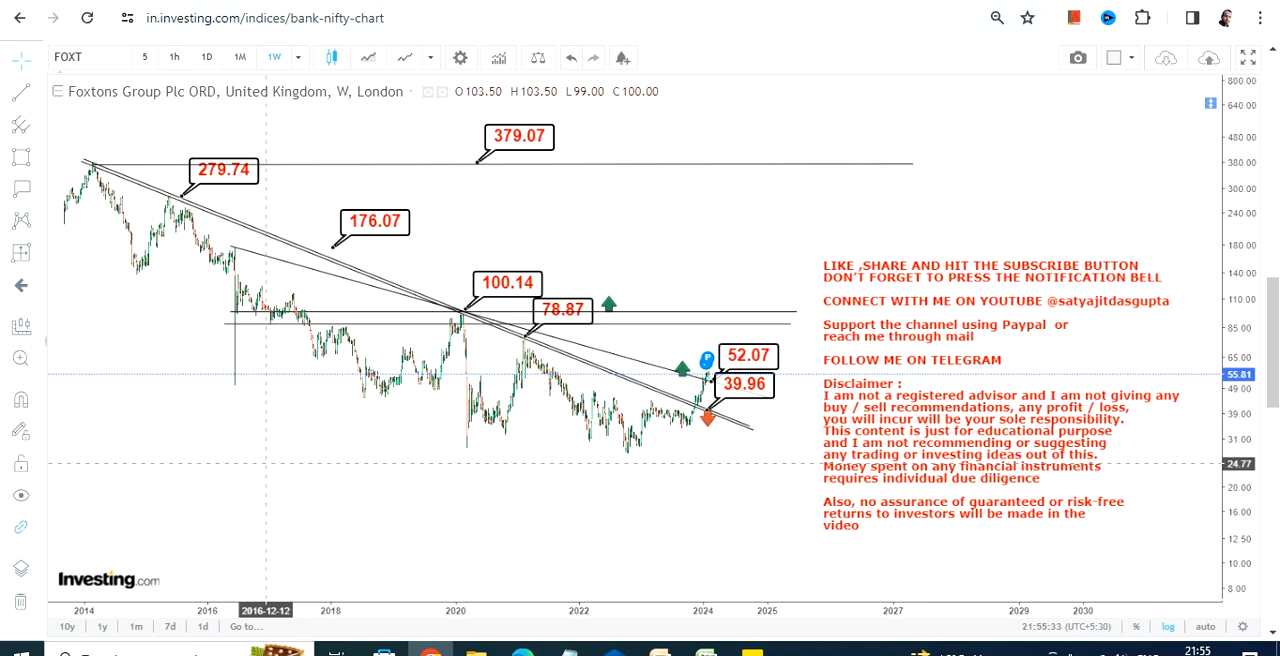 in.investing.com/indices/bank-nifty-chart
FOXT 5 1h 1D 1M 1W
Foxtons Group Plc ORD, United Kingdom, W, London O103.50 H103.50 L99.00 C100.00
800.00
640.00
480.00
380.00
300.00
240.00
180.00
140.00
110.00
85.00
65.00
55.81
49.00
39.00
31.00
24.77
20.00
16.00
12.50
10.00
8.00
379.07
279.74
176.07
100.14
78.87
P
52.07
39.96
LIKE ,SHARE AND HIT THE SUBSCRIBE BUTTON
DON'T FORGET TO PRESS THE NOTIFICATION BELL
CONNECT WITH ME ON YOUTUBE @satyajitdasgupta
Support the channel using Paypal or
reach me through mail
FOLLOW ME ON TELEGRAM
Disclaimer :
I am not a registered advisor and I am not giving any
buy / sell recommendations, any profit / loss,
you will incur will be your sole responsibility.
This content is just for educational purpose
and I am not recommending or suggesting
any trading or investing ideas out of this.
Money spent on any financial instruments
requires individual due diligence
Also, no assurance of guaranteed or risk-free
returns to investors will be made in the
video
Investing.com
2014 2016 2016-12-12 2018 2020 2022 2024 2025 2027 2029 2030
10y 1y 1m 7d 1d Go to... 21:55:33 (UTC+5:30) % log auto
21:55